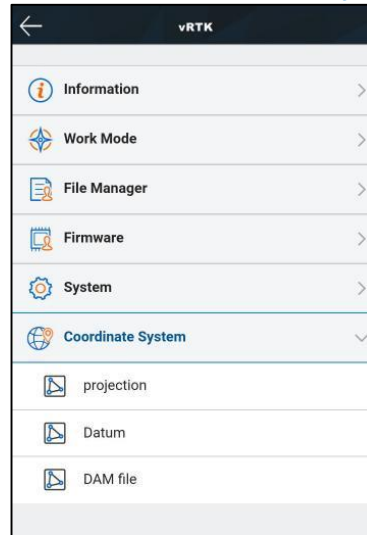 vRTK
Information
Work Mode
File Manager
Firmware
System
Coordinate System
projection
Datum
DAM file